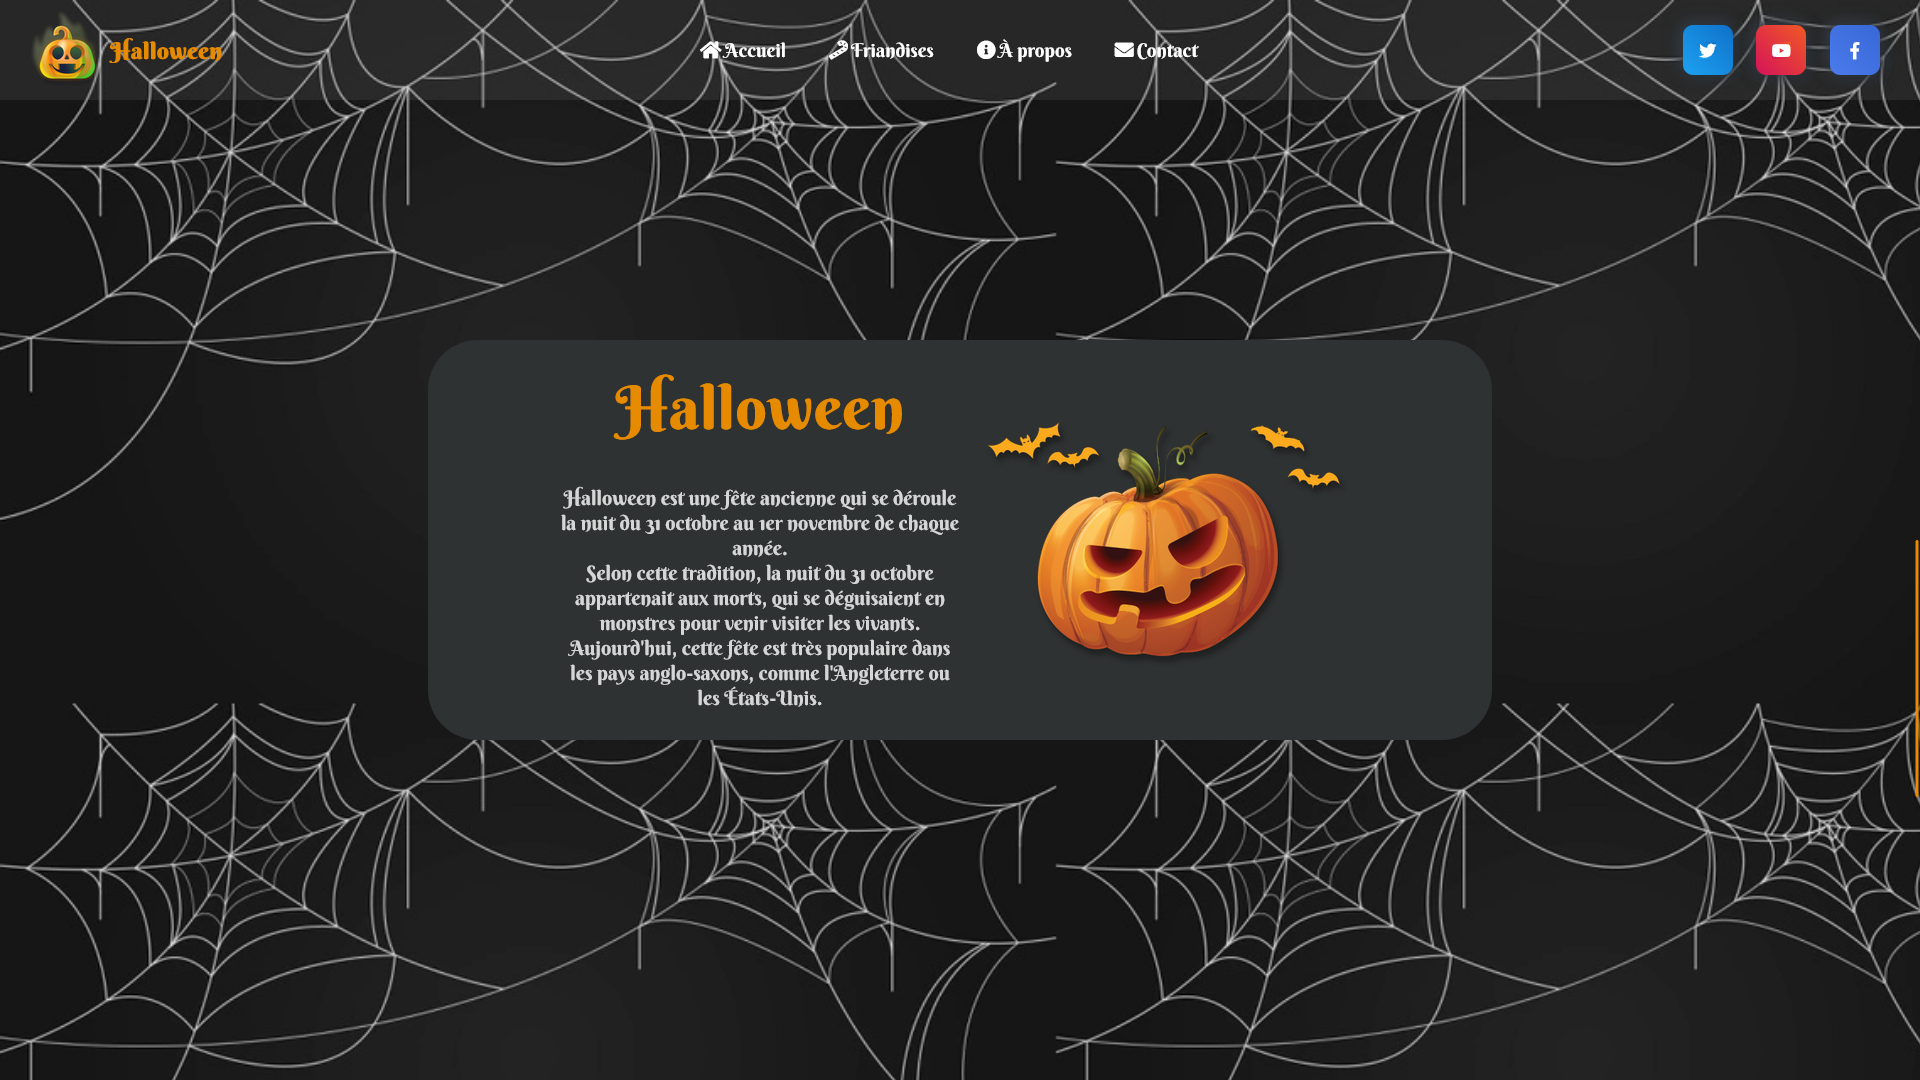 Halloween
Accueil
Friandises
À propos
Contact
Halloween
Halloween est une fête ancienne qui se déroule
la nuit du 31 octobre au 1er novembre de chaque
année.
Selon cette tradition, la nuit du 31 octobre
appartenait aux morts, qui se déguisaient en
monstres pour venir visiter les vivants.
Aujourd'hui, cette fête est très populaire dans
les pays anglo-saxons, comme l'Angleterre ou
les États-Unis.